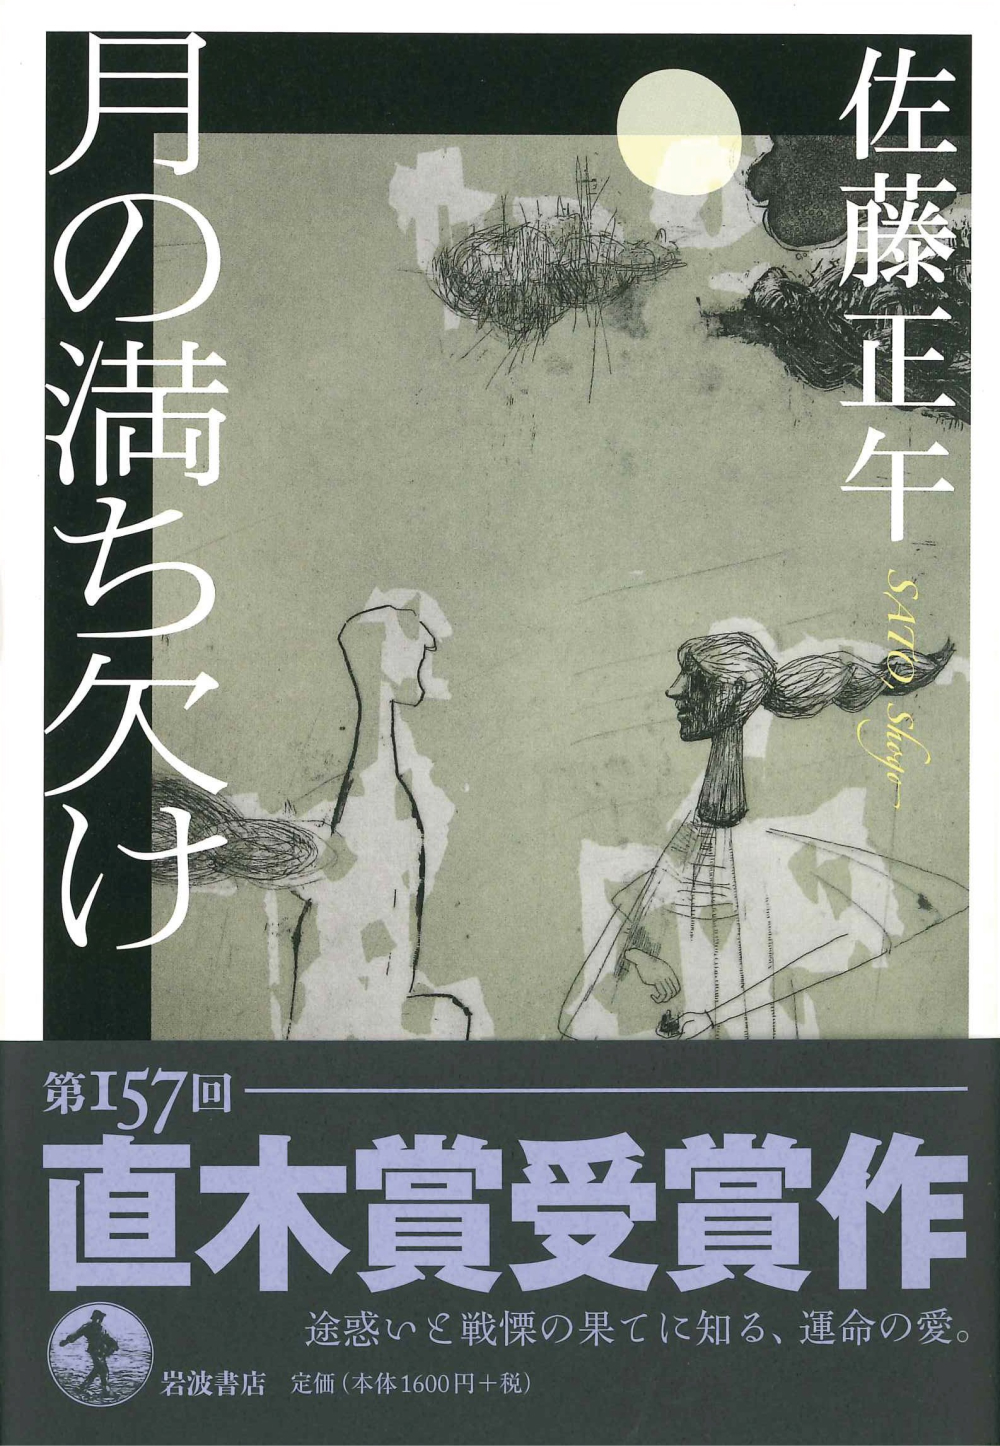 佐藤正午
SATO, Shogo
月の満ち欠け
第157回
直木賞受賞作
途惑いと戦慄の果てに知る、運命の愛。
岩波書店 定価（本体1600円＋税）